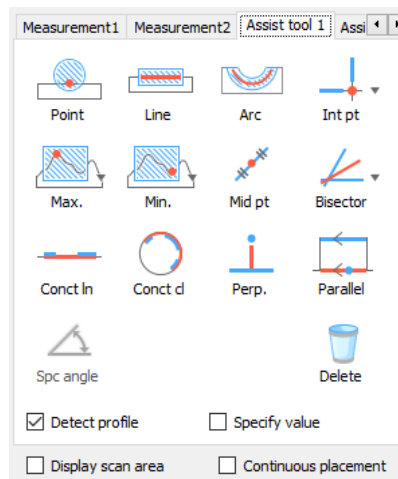 Measurement1 Measurement2 Assist tool 1 Assi
Point Line Arc Int pt
Max. Min. Mid pt Bisector
Conct ln Conct cl Perp. Parallel
Spc angle Delete
Detect profile Specify value
Display scan area Continuous placement